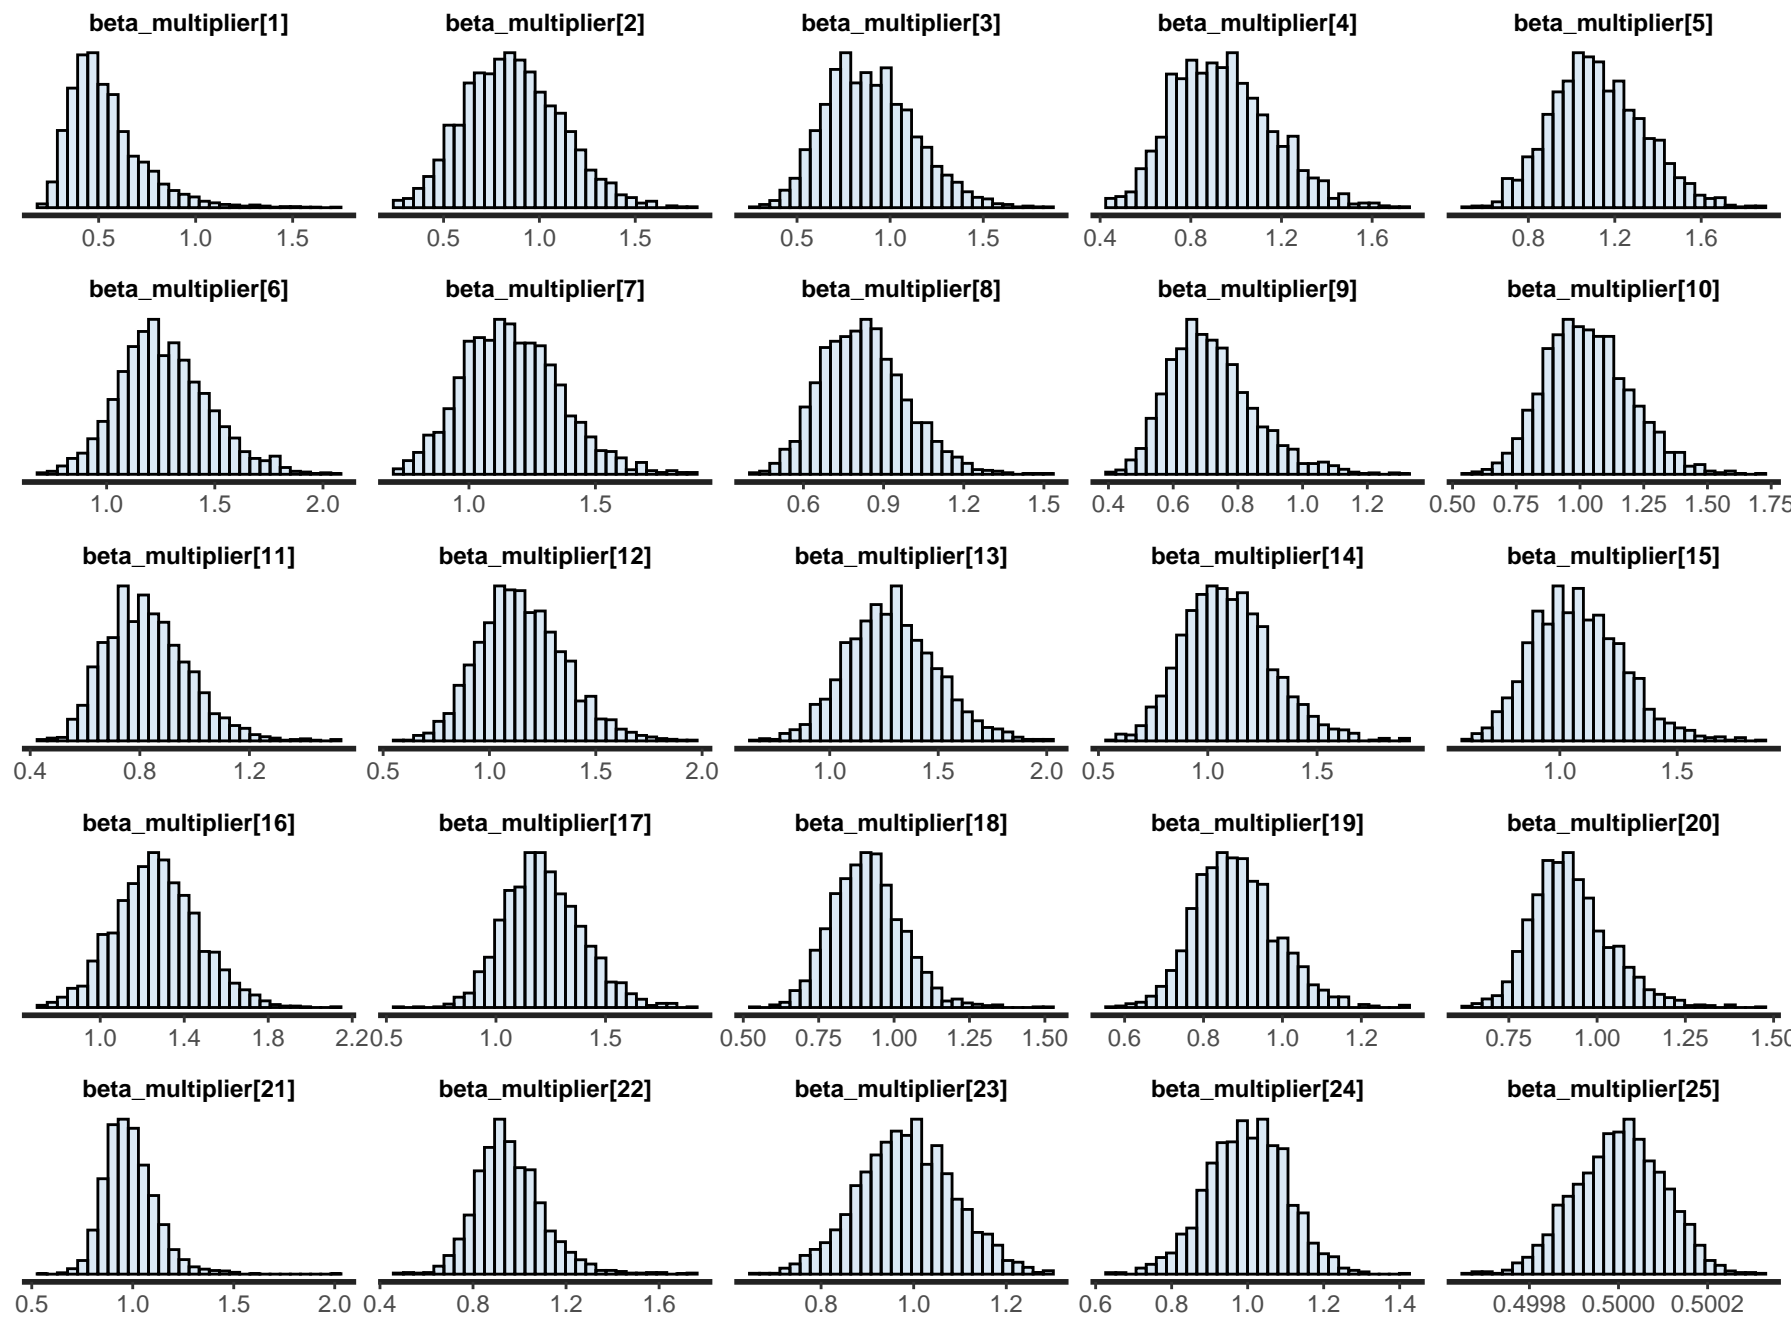 beta_multiplier[1] beta_multiplier[2] beta_multiplier[3] beta_multiplier[4] beta_multiplier[5]
0.5 1.0 1.5 0.5 1.0 1.5 0.5 1.0 1.5 0.4 0.8 1.2 1.6 0.8 1.2 1.6
beta_multiplier[6] beta_multiplier[7] beta_multiplier[8] beta_multiplier[9] beta_multiplier[10]
1.0 1.5 2.0 1.0 1.5 0.6 0.9 1.2 1.5 0.4 0.6 0.8 1.0 1.2 0.50 0.75 1.00 1.25 1.50 1.75
beta_multiplier[11] beta_multiplier[12] beta_multiplier[13] beta_multiplier[14] beta_multiplier[15]
0.4 0.8 1.2 0.5 1.0 1.5 2.0 1.0 1.5 2.0 0.5 1.0 1.5 1.0 1.5
beta_multiplier[16] beta_multiplier[17] beta_multiplier[18] beta_multiplier[19] beta_multiplier[20]
1.0 1.4 1.8 2.2 0.5 1.0 1.5 0.50 0.75 1.00 1.25 1.50 0.6 0.8 1.0 1.2 0.75 1.00 1.25 1.50
beta_multiplier[21] beta_multiplier[22] beta_multiplier[23] beta_multiplier[24] beta_multiplier[25]
0.5 1.0 1.5 2.0 0.4 0.8 1.2 1.6 0.8 1.0 1.2 0.6 0.8 1.0 1.2 1.4 0.4998 0.5000 0.5002